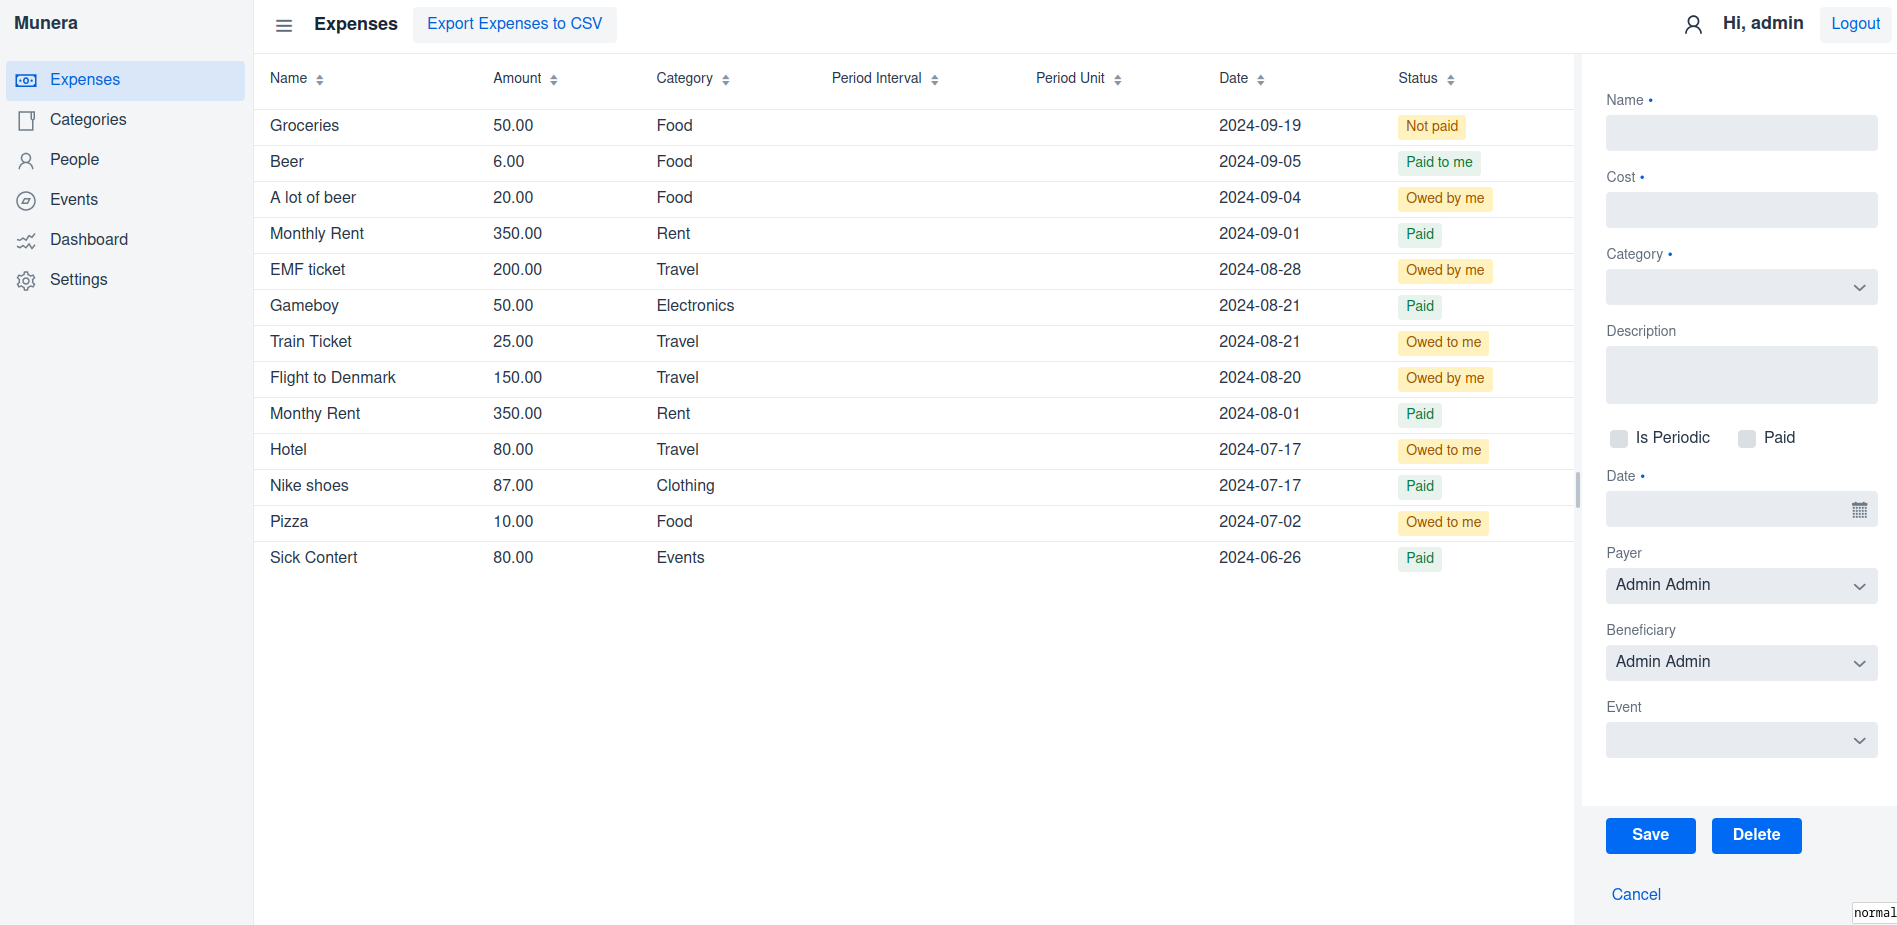 Munera
Expenses
Categories
People
Events
Dashboard
Settings
Expenses Export Expenses to CSV Hi, admin Logout
Name Amount Category Period Interval Period Unit Date Status
Groceries 50.00 Food 2024-09-19 Not paid
Beer 6.00 Food 2024-09-05 Paid to me
A lot of beer 20.00 Food 2024-09-04 Owed by me
Monthly Rent 350.00 Rent 2024-09-01 Paid
EMF ticket 200.00 Travel 2024-08-28 Owed by me
Gameboy 50.00 Electronics 2024-08-21 Paid
Train Ticket 25.00 Travel 2024-08-21 Owed to me
Flight to Denmark 150.00 Travel 2024-08-20 Owed by me
Monthy Rent 350.00 Rent 2024-08-01 Paid
Hotel 80.00 Travel 2024-07-17 Owed to me
Nike shoes 87.00 Clothing 2024-07-17 Paid
Pizza 10.00 Food 2024-07-02 Owed to me
Sick Contert 80.00 Events 2024-06-26 Paid
Name •
Cost •
Category •
Description
Is Periodic Paid
Date •
Payer
Admin Admin
Beneficiary
Admin Admin
Event
Save Delete
Cancel
normal